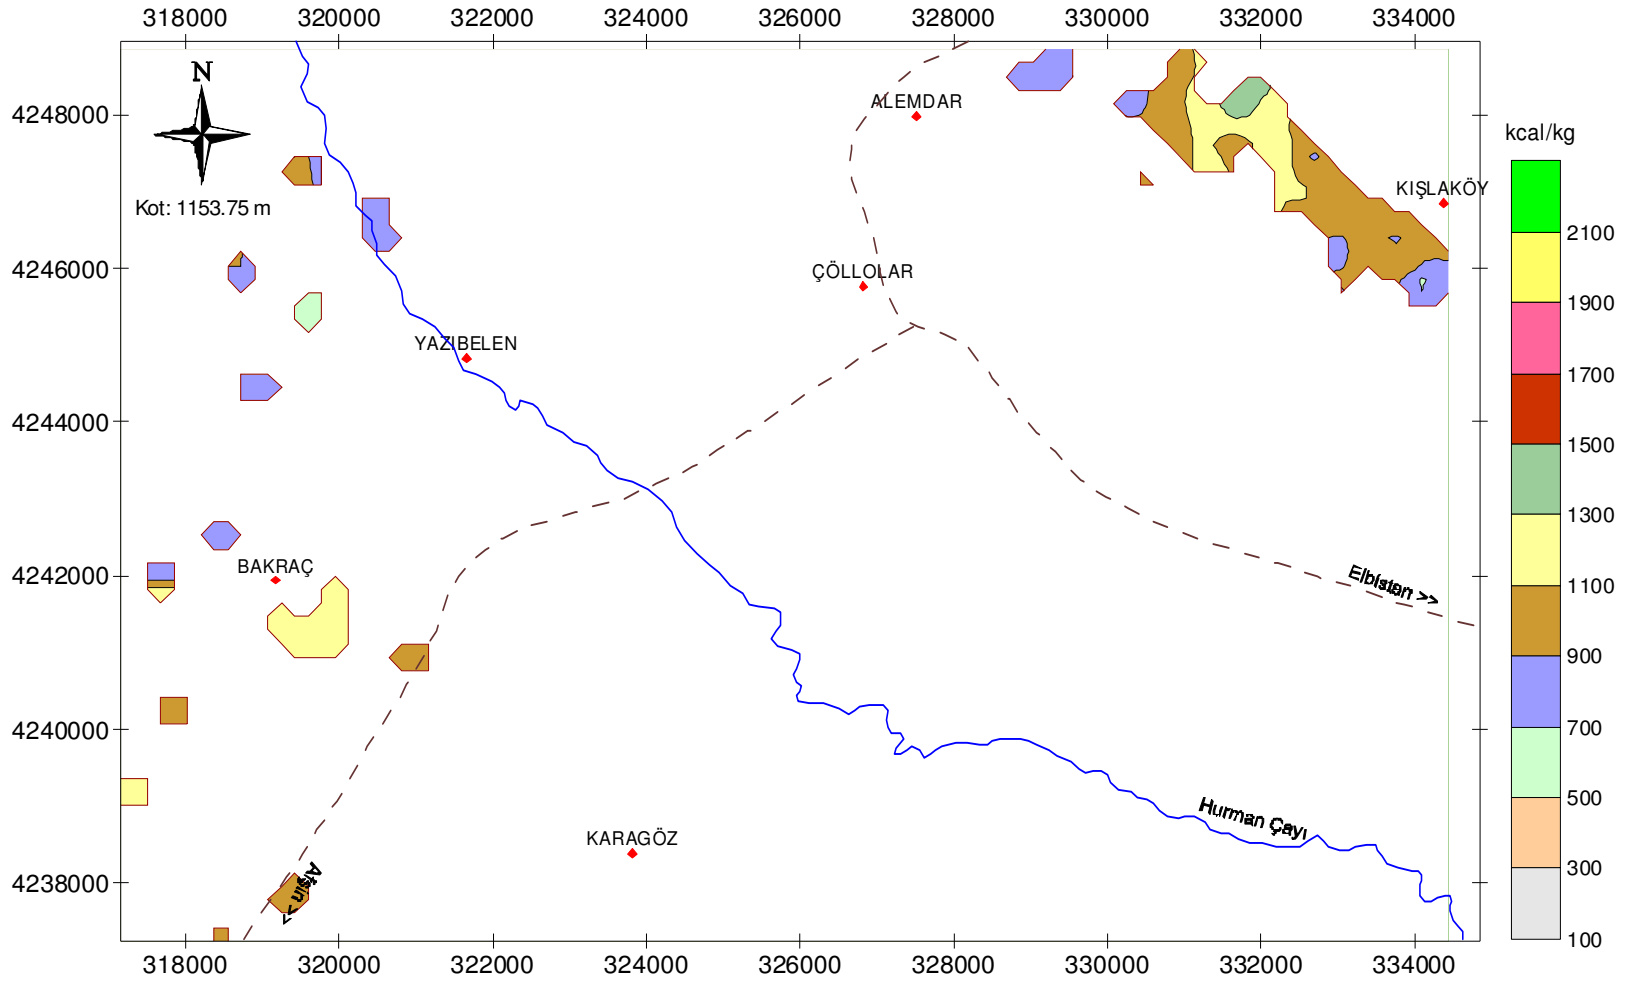 318000 320000 322000 324000 326000 328000 330000 332000 334000
N
Kot: 1153.75 m
4248000
4246000
4244000
4242000
4240000
4238000
ALEMDAR
KIŞLAKÖY
ÇÖLLOLAR
YAZIBELEN
BAKRAÇ
Elbistan >>
Hurman Çayı
KARAGÖZ
Afşin >>
318000 320000 322000 324000 326000 328000 330000 332000 334000
kcal/kg
2100
1900
1700
1500
1300
1100
900
700
500
300
100